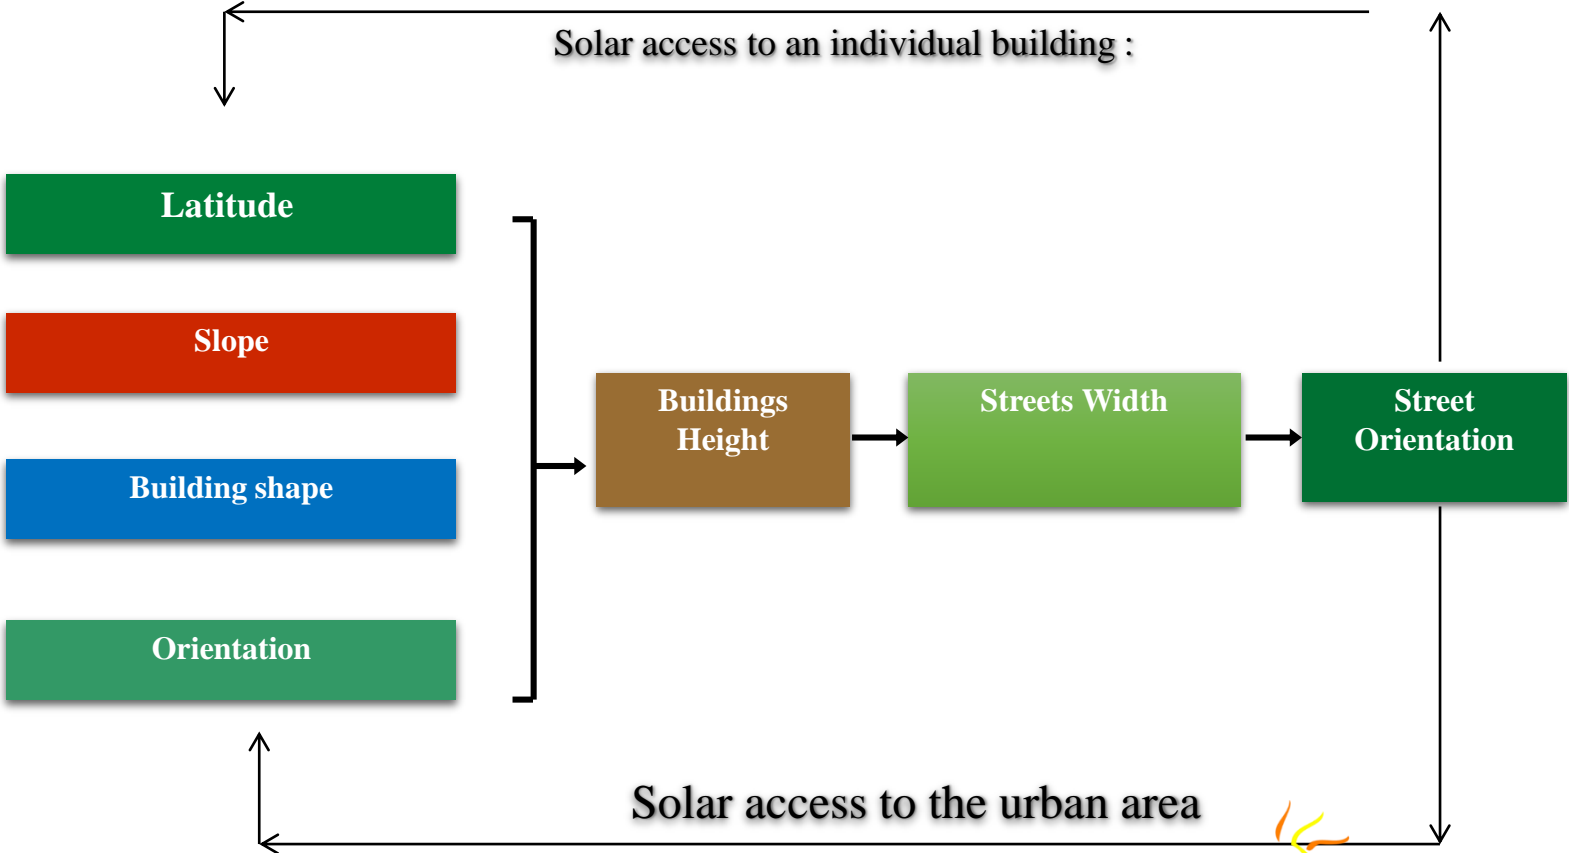 Solar access to an individual building :
Latitude
Slope
Building shape
Orientation
Buildings
Height
Streets Width
Street
Orientation
Solar access to the urban area